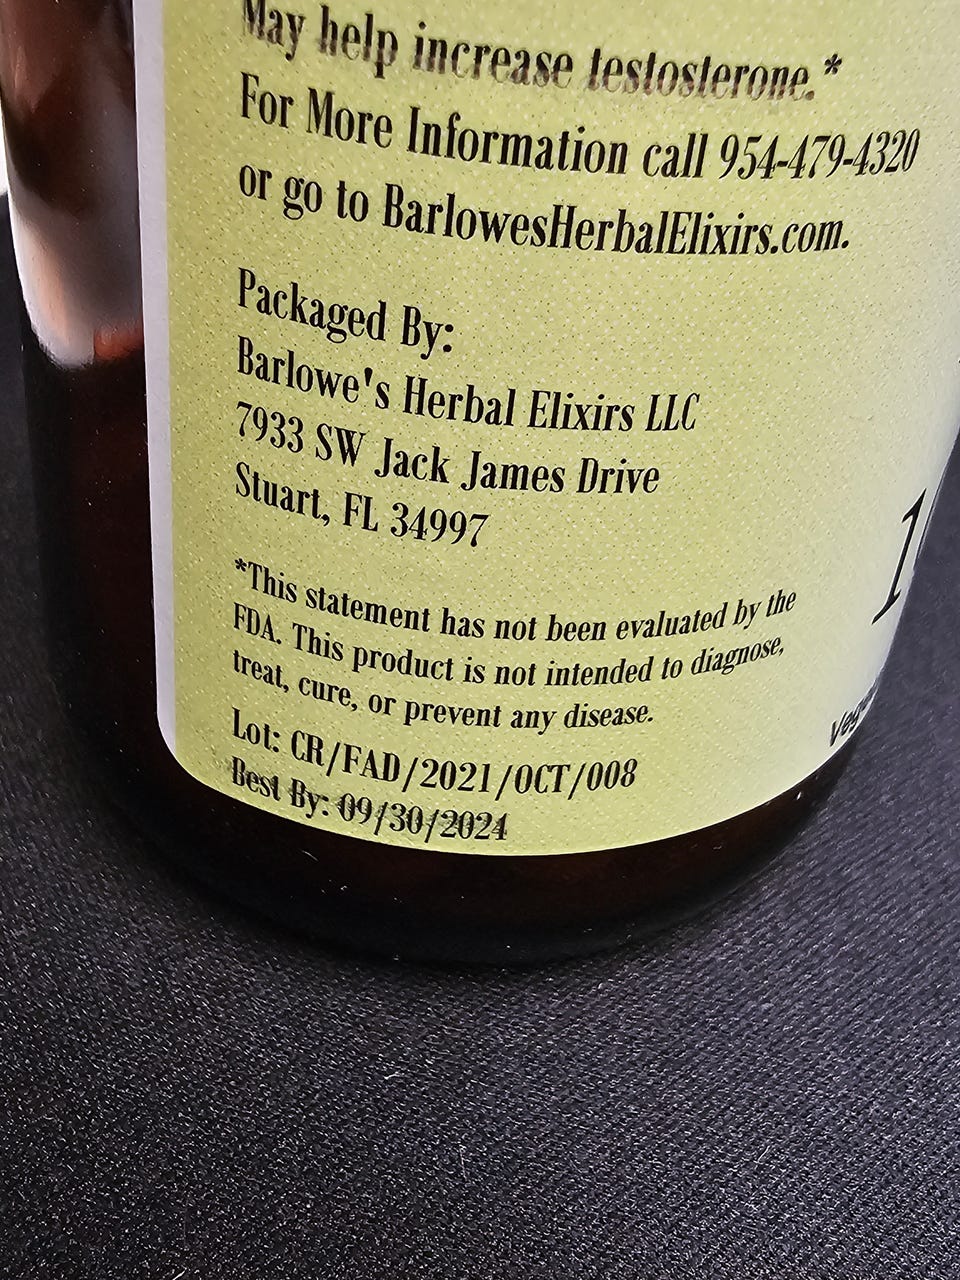 May help increase testosterone.*
For More Information call 954-479-4320
or go to BarlowesHerbalElixirs.com.
Packaged By:
Barlowe's Herbal Elixirs LLC
7933 SW Jack James Drive
Stuart, FL 34997
*This statement has not been evaluated by the
FDA. This product is not intended to diagnose,
treat, cure, or prevent any disease.
Lot: CR/FAD/2021/OCT/008
Best By: 09/30/2024
1